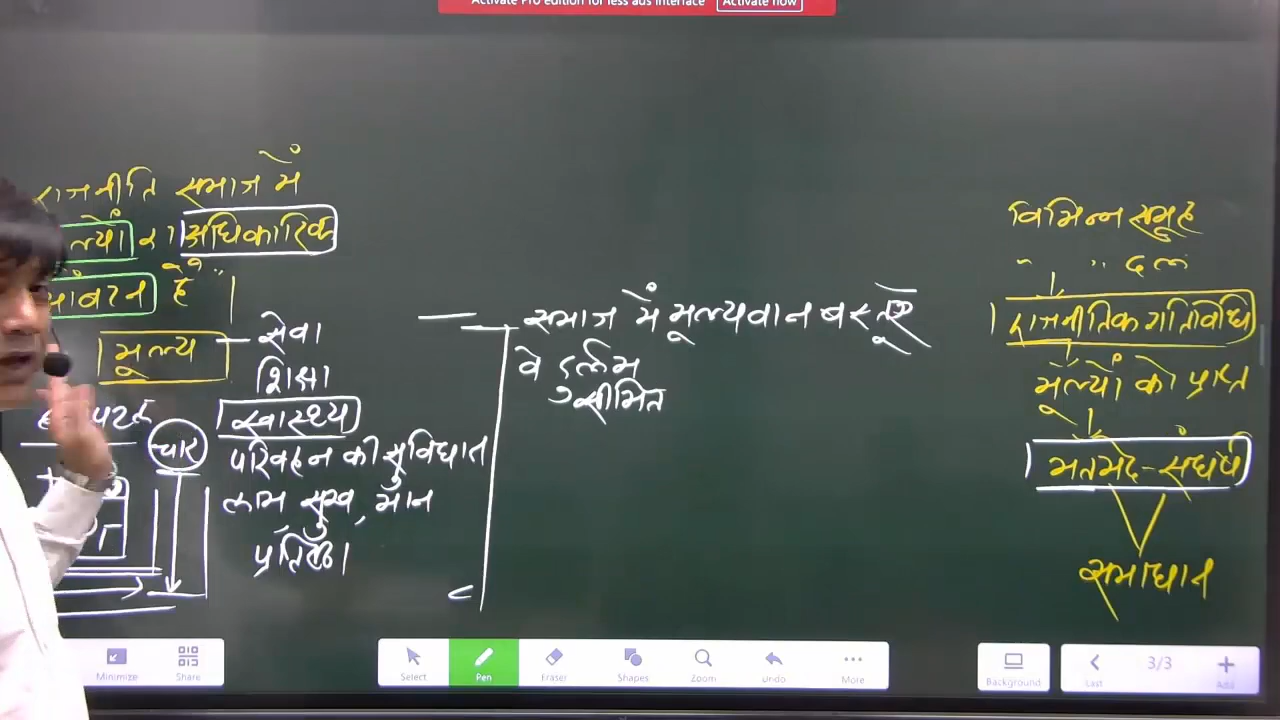 Activate Pro edition for less ads interface Activate now
राजनीति समाज में
अधिकारिक
है"
मूल्य
सेवा
शिक्षा
स्वास्थ्य
परिवहन की सुविधात
लाभ सुख, मान
प्रतिष्ठा
चार
समाज में मूल्यवान वस्तुएँ
वे दुर्लभ
सीमित
विभिन्न समूह
" " दल
राजनीतिक गतिविधि
मूल्यों को प्राप्त
मतभेद - संघर्ष
समाधान
Minimize
Share
Select
Pen
Eraser
Shapes
Zoom
Undo
More
Background
Last
3/3
Add